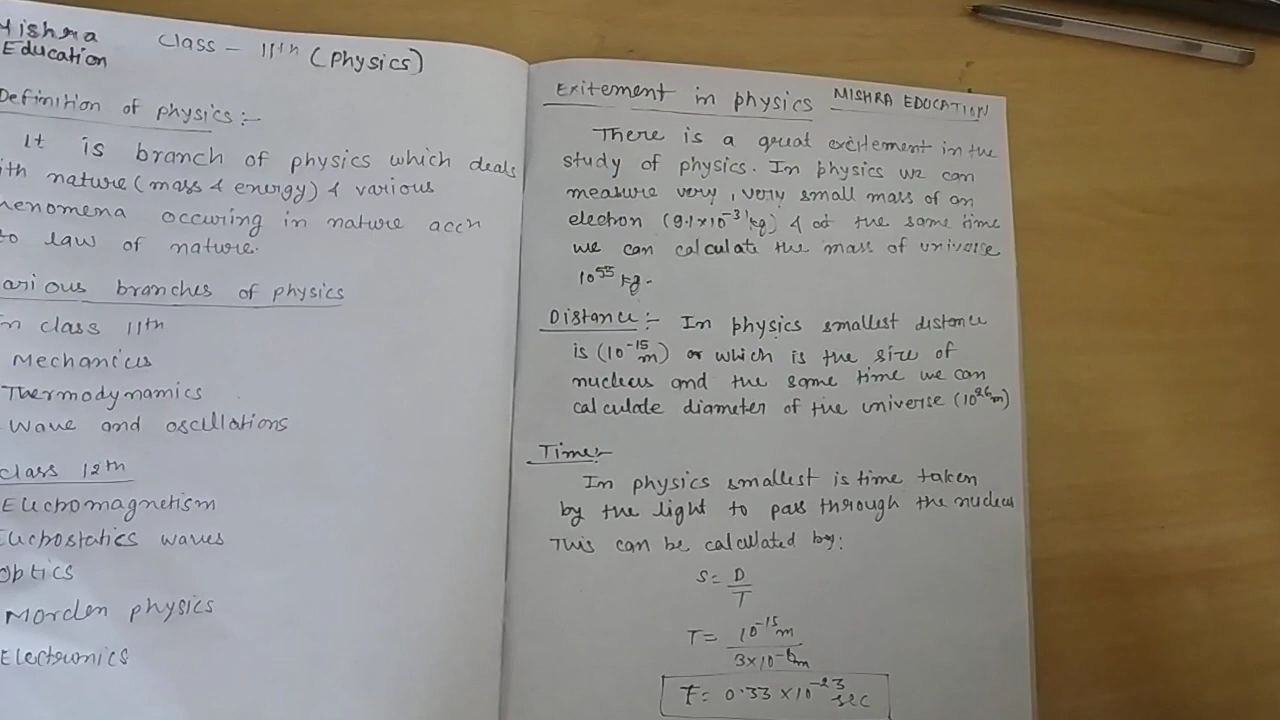 Mishra
Education
Class - 11th (Physics)
Definition of physics :-
It is branch of physics which deals
ith nature (mass & energy) & various
henomena occuring in nature accn
to law of nature.
arious branches of physics
In class 11th
Mechanics
Thermodynamics
Wave and oscillations
class 12th
Electromagnetism
Electrostatics waves
Optics
Morden physics
Electronics
Exitement in physics MISHRA EDUCATION
There is a great excitement in the
study of physics. In physics we can
measure very, very small mass of an
electron (9.1×10⁻³¹kg) & at the same time
we can calculate the mass of universe
10⁵⁵ kg.
Distance :- In physics smallest distance
is (10⁻¹⁵m) or which is the size of
nucleus and the same time we can
calculate diameter of the universe (10²⁶m)
Time:-
In physics smallest is time taken
by the light to pass through the nucleus
This can be calculated by:
S = D/T
T = 10⁻¹⁵m
3×10⁻⁶m
T = 0.33 × 10⁻²³ sec